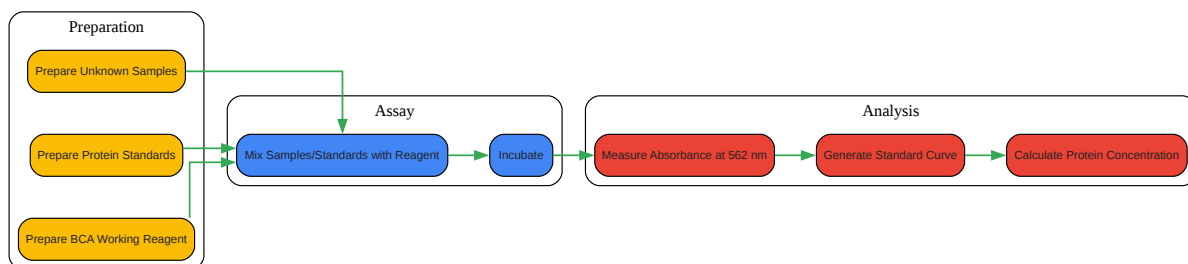 Preparation
Prepare Unknown Samples
Prepare Protein Standards
Prepare BCA Working Reagent
Assay
Mix Samples/Standards with Reagent
Incubate
Analysis
Measure Absorbance at 562 nm
Generate Standard Curve
Calculate Protein Concentration